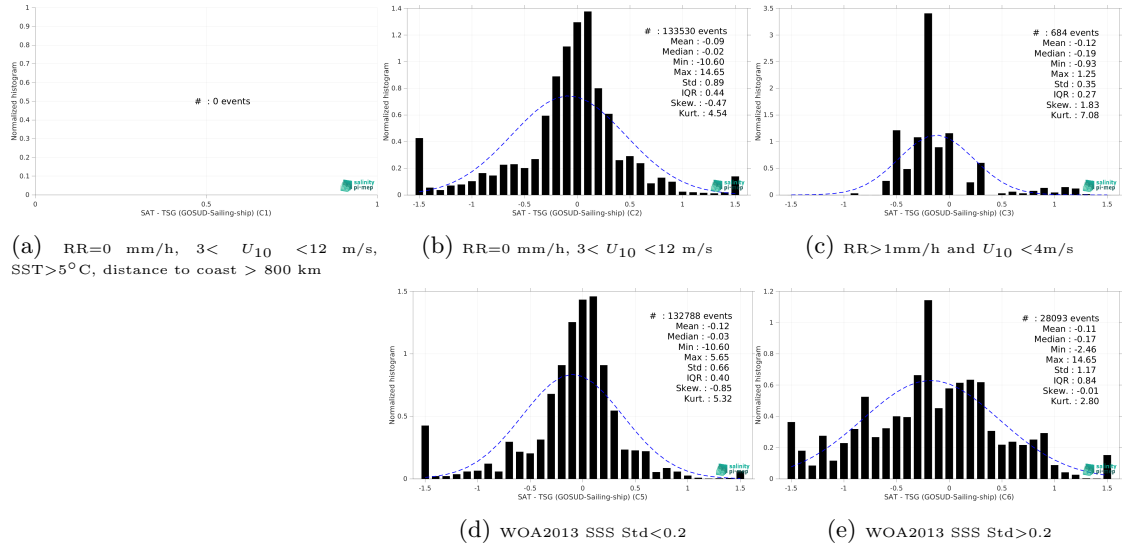 1
0.9
0.8
0.7
0.6
0.5
0.4
0.3
0.2
0.1
0
Normalized histogram
# : 0 events
salinity
pi-mep
0 0.5 1
SAT - TSG (GOSUD-Sailing-ship) (C1)
(a) RR=0 mm/h, 3< U10 <12 m/s,
SST>5°C, distance to coast > 800 km
1.4
1.2
1
0.8
0.6
0.4
0.2
0
Normalized histogram
# : 133530 events
Mean : -0.09
Median : -0.02
Min : -10.60
Max : 14.65
Std : 0.89
IQR : 0.44
Skew. : -0.47
Kurt. : 4.54
salinity
pi-mep
-1.5 -1 -0.5 0 0.5 1 1.5
SAT - TSG (GOSUD-Sailing-ship) (C2)
(b) RR=0 mm/h, 3< U10 <12 m/s
3.5
3
2.5
2
1.5
1
0.5
0
Normalized histogram
# : 684 events
Mean : -0.12
Median : -0.19
Min : -0.93
Max : 1.25
Std : 0.35
IQR : 0.27
Skew. : 1.83
Kurt. : 7.08
salinity
pi-mep
-1.5 -1 -0.5 0 0.5 1 1.5
SAT - TSG (GOSUD-Sailing-ship) (C3)
(c) RR>1mm/h and U10 <4m/s
1.5
1
0.5
0
Normalized histogram
# : 132788 events
Mean : -0.12
Median : -0.03
Min : -10.60
Max : 5.65
Std : 0.66
IQR : 0.40
Skew. : -0.85
Kurt. : 5.32
salinity
pi-mep
-1.5 -1 -0.5 0 0.5 1 1.5
SAT - TSG (GOSUD-Sailing-ship) (C5)
(d) WOA2013 SSS Std<0.2
1.2
1
0.8
0.6
0.4
0.2
0
Normalized histogram
# : 28093 events
Mean : -0.11
Median : -0.17
Min : -2.46
Max : 14.65
Std : 1.17
IQR : 0.84
Skew. : -0.01
Kurt. : 2.80
salinity
pi-mep
-1.5 -1 -0.5 0 0.5 1 1.5
SAT - TSG (GOSUD-Sailing-ship) (C6)
(e) WOA2013 SSS Std>0.2